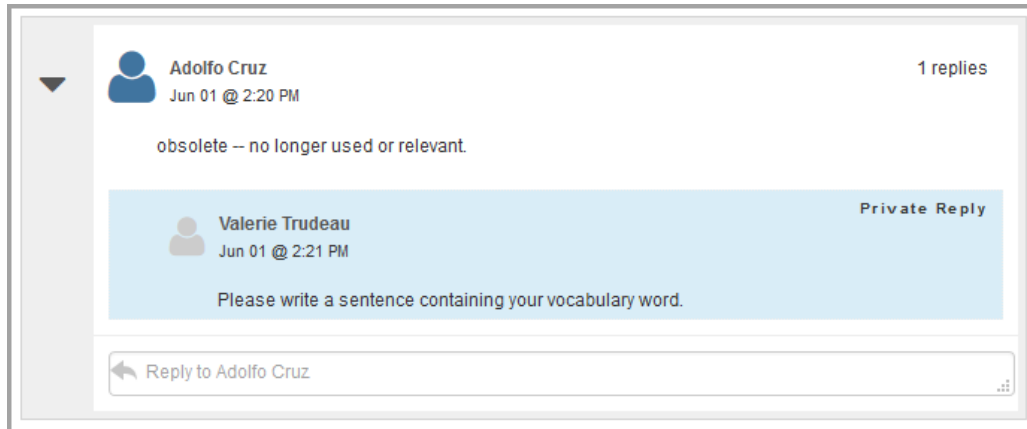 Adolfo Cruz
1 replies
Jun 01 @ 2:20 PM
obsolete -- no longer used or relevant.
Private Reply
Valerie Trudeau
Jun 01 @ 2:21 PM
Please write a sentence containing your vocabulary word.
Reply to Adolfo Cruz